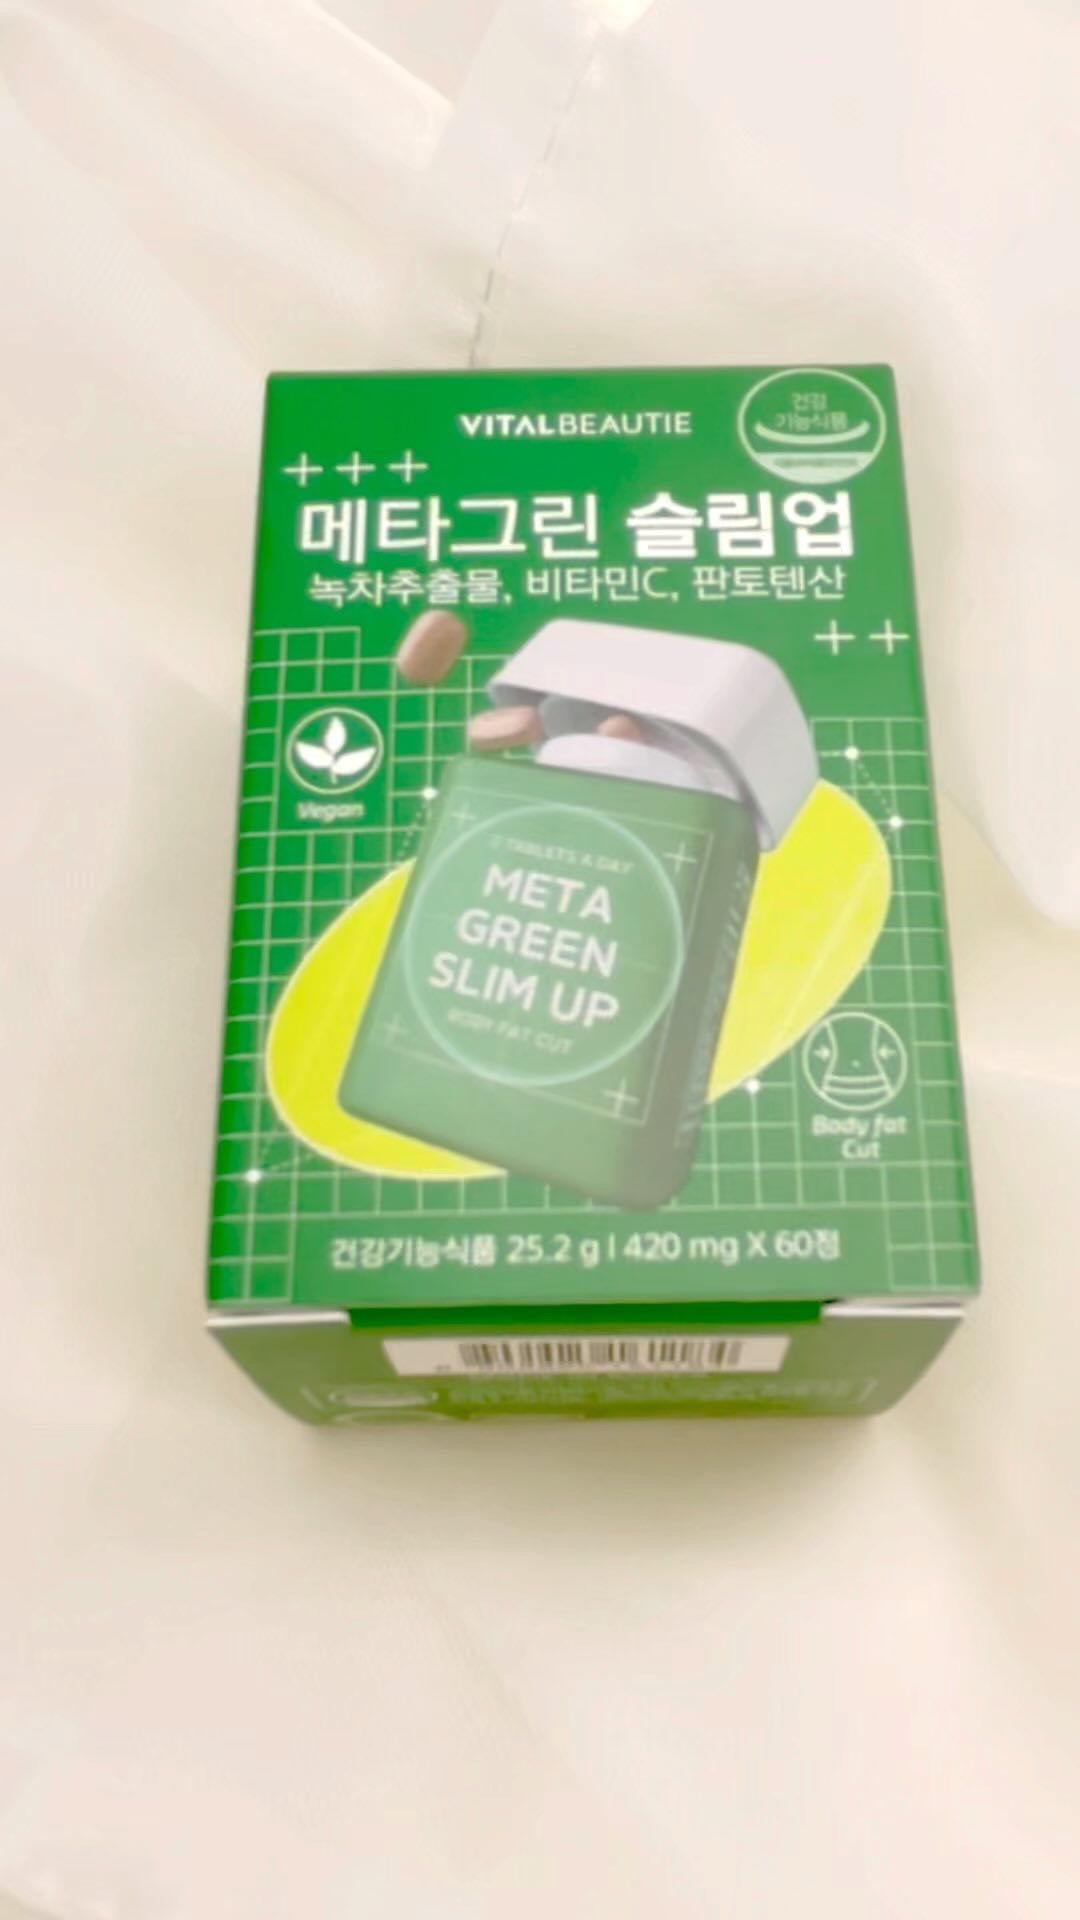 VITALBEAUTIE
건강
기능식품
메타그린 슬림업
녹차추출물, 비타민C, 판토텐산
Vegan
2 TABLETS A DAY
META
GREEN
SLIM UP
BODY FAT CUT
Body fat
Cut
건강기능식품 25.2 g | 420 mg X 60정